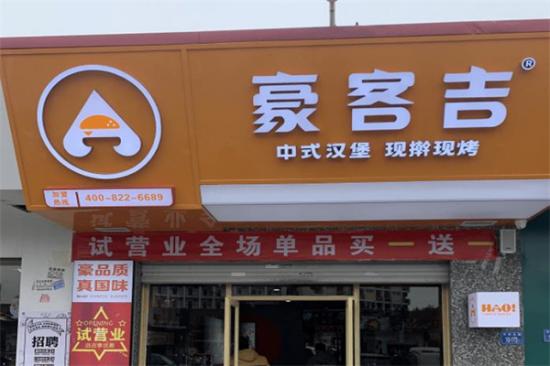 豪客吉®
中式汉堡 现擀现烤
加盟热线 400-822-6689
试营业全场单品买一送一
豪品质
真国味
OPENING
试营业
招聘
HAO!